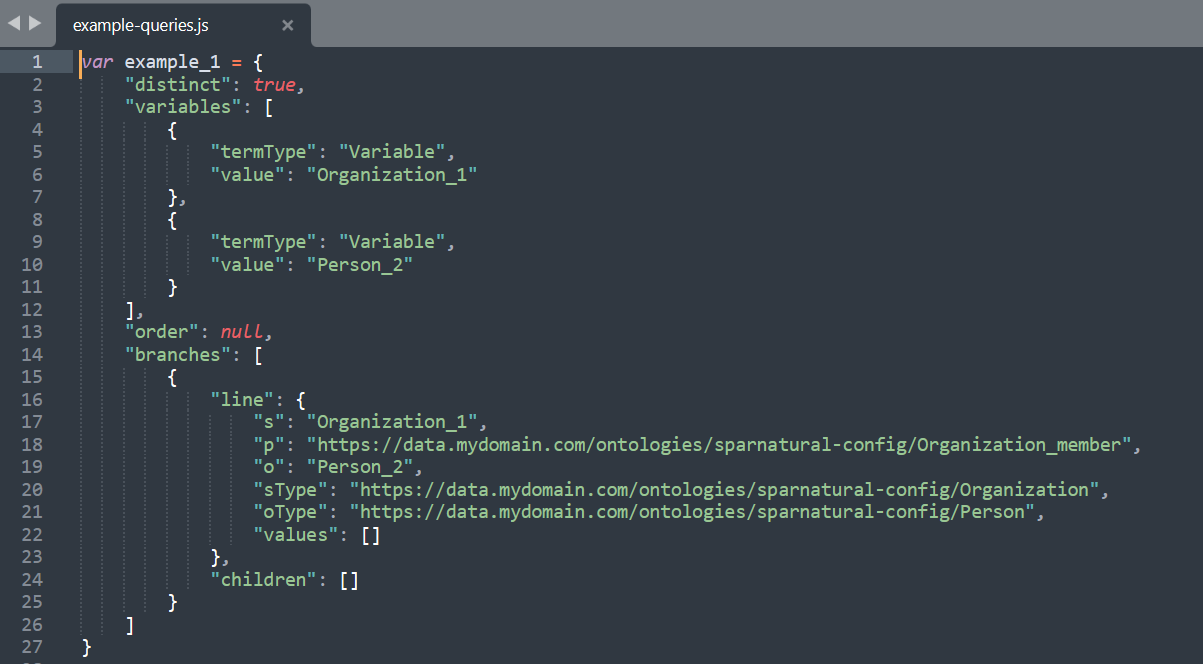 example-queries.js ×
1 var example_1 = {
2     "distinct": true,
3     "variables": [
4         {
5             "termType": "Variable",
6             "value": "Organization_1"
7         },
8         {
9             "termType": "Variable",
10             "value": "Person_2"
11         }
12     ],
13     "order": null,
14     "branches": [
15         {
16             "line": {
17                 "s": "Organization_1",
18                 "p": "https://data.mydomain.com/ontologies/sparnatural-config/Organization_member",
19                 "o": "Person_2",
20                 "sType": "https://data.mydomain.com/ontologies/sparnatural-config/Organization",
21                 "oType": "https://data.mydomain.com/ontologies/sparnatural-config/Person",
22                 "values": []
23             },
24             "children": []
25         }
26     ]
27 }